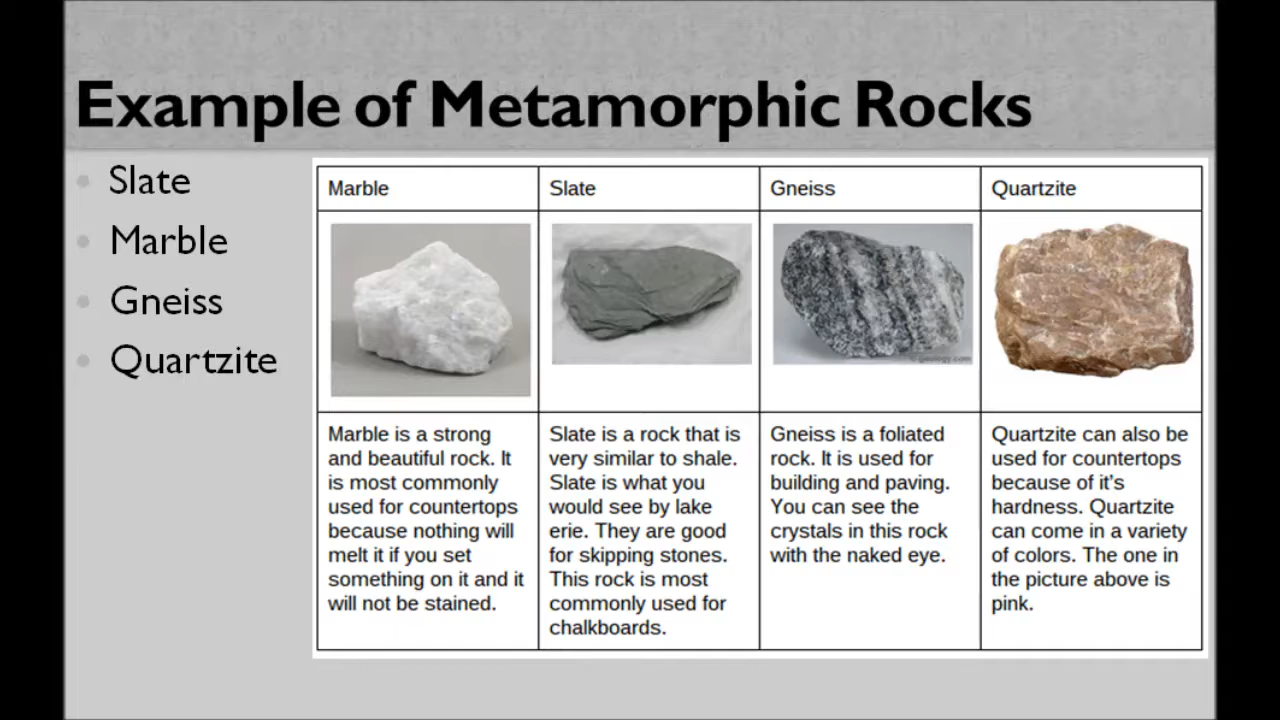 Example of Metamorphic Rocks
Slate
Marble
Gneiss
Quartzite
Marble
Slate
Gneiss
Quartzite
© geology.com
Marble is a strong
and beautiful rock. It
is most commonly
used for countertops
because nothing will
melt it if you set
something on it and it
will not be stained.
Slate is a rock that is
very similar to shale.
Slate is what you
would see by lake
erie. They are good
for skipping stones.
This rock is most
commonly used for
chalkboards.
Gneiss is a foliated
rock. It is used for
building and paving.
You can see the
crystals in this rock
with the naked eye.
Quartzite can also be
used for countertops
because of it's
hardness. Quartzite
can come in a variety
of colors. The one in
the picture above is
pink.